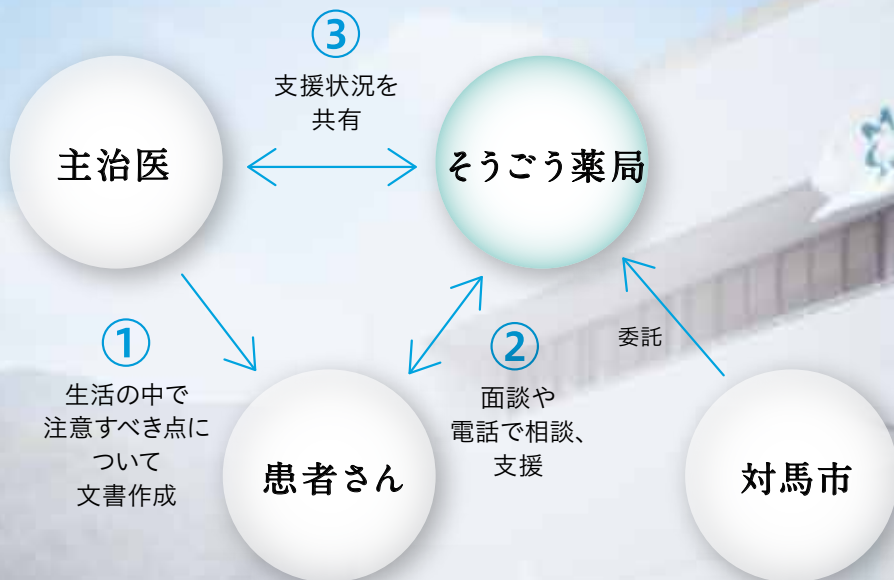 ③
支援状況を
共有
主治医
そうごう薬局
①
生活の中で
注意すべき点に
ついて
文書作成
②
面談や
電話で相談、
支援
委託
患者さん
対馬市